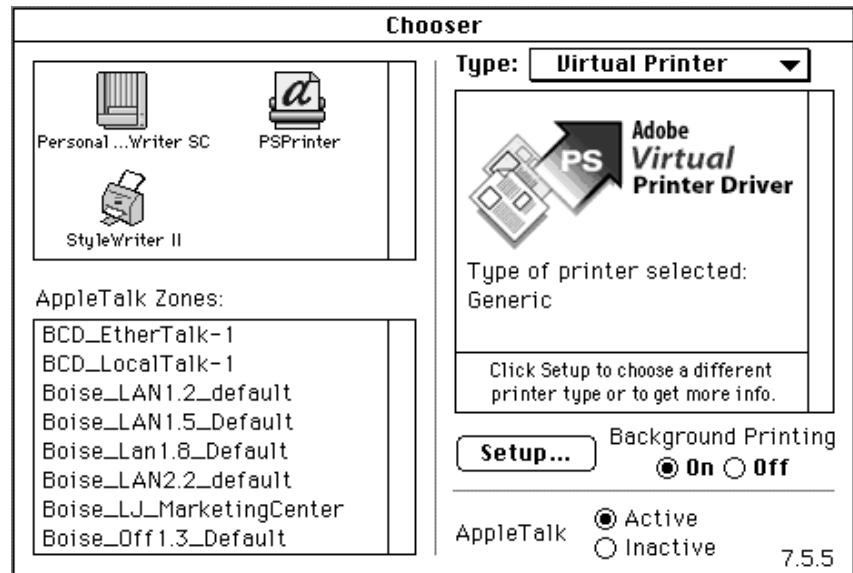 Chooser
Personal...Writer SC
PSPrinter
a
StyleWriter II
AppleTalk Zones:
BCD_EtherTalk-1
BCD_LocalTalk-1
Boise_LAN1.2_default
Boise_LAN1.5_Default
Boise_Lan1.8_Default
Boise_LAN2.2_default
Boise_LJ_MarketingCenter
Boise_Off1.3_Default
Type: Virtual Printer
PS
Adobe
Virtual
Printer Driver
Type of printer selected:
Generic
Click Setup to choose a different
printer type or to get more info.
Setup...
Background Printing
On Off
AppleTalk
Active
Inactive
7.5.5